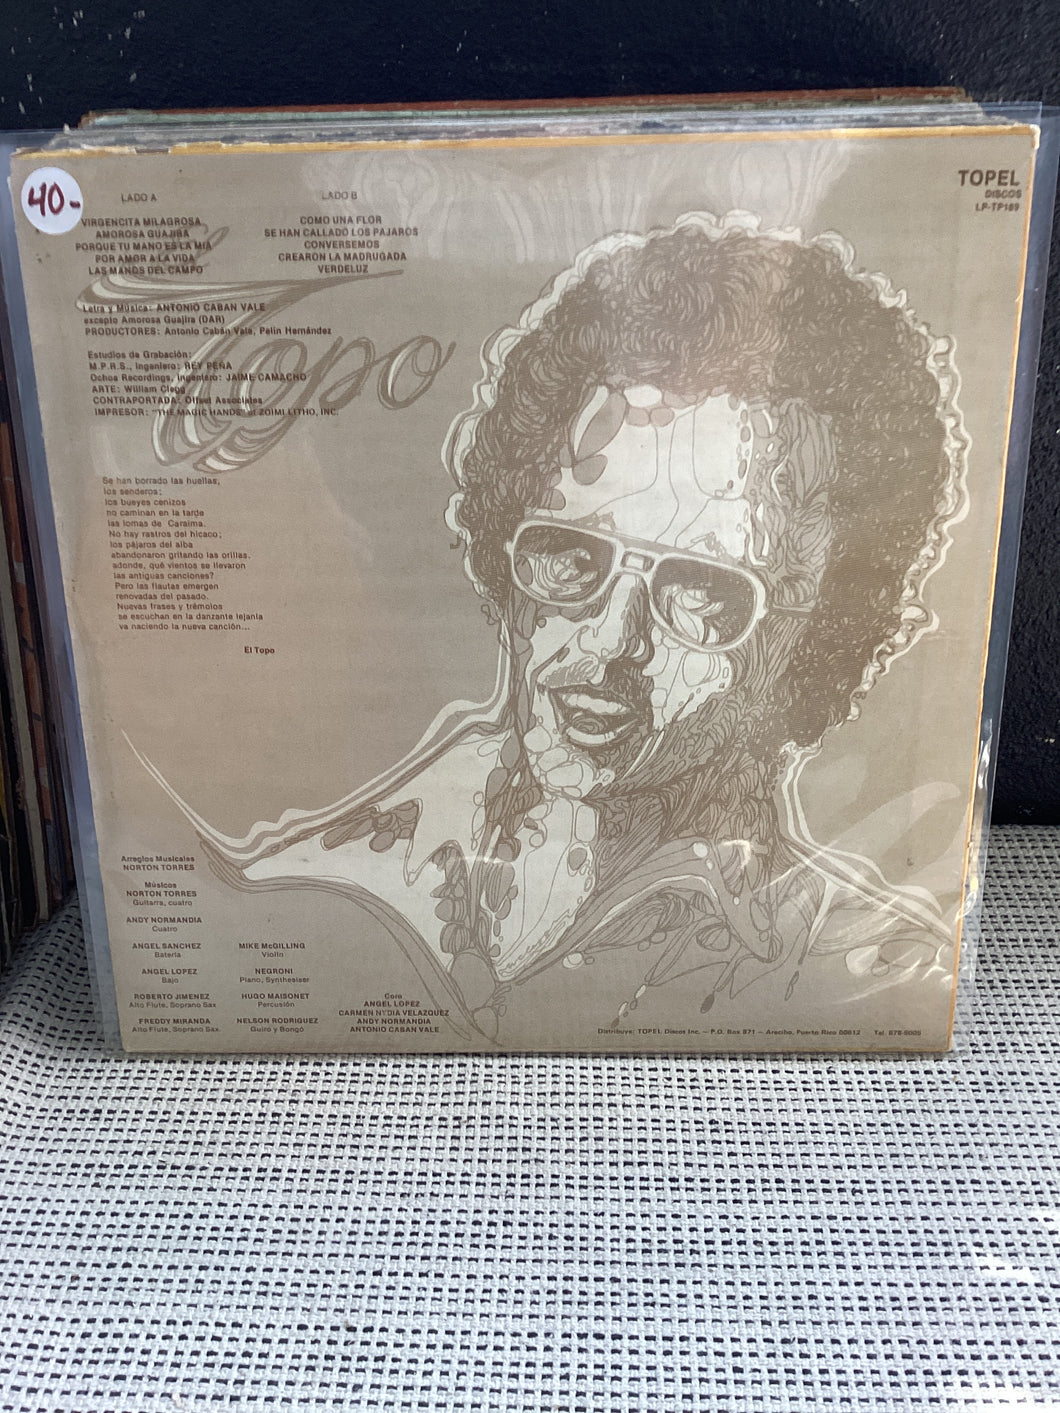 40-
TOPEL
DISCOS
LP-TP169
LADO A
VIRGENCITA MILAGROSA
AMOROSA GUAJIRA
PORQUE TU MANO ES LA MIA
POR AMOR A LA VIDA
LAS MANOS DEL CAMPO
LADO B
COMO UNA FLOR
SE HAN CALLADO LOS PAJAROS
CONVERSEMOS
CREARON LA MADRUGADA
VERDELUZ
El Topo
Letra y Música: ANTONIO CABAN VALE
excepto Amorosa Guajira (DAR)
PRODUCTORES: Antonio Cabán Vale, Pelin Hernández
Estudios de Grabación:
M.P.R.S., Ingeniero: REY PEÑA
Ochoa Recordings, Ingeniero: JAIME CAMACHO
ARTE: William Clegg
CONTRAPORTADA: Offset Associates
IMPRESOR: "THE MAGIC HANDS" of ZOIMI LITHO, INC.
Se han borrado las huellas,
los senderos;
los bueyes cenizos
no caminan en la tarde
las lomas de Caraima.
No hay rastros del hicaco;
los pájaros del alba
abandonaron gritando las orillas.
adonde, qué vientos se llevaron
las antiguas canciones?
Pero las flautas emergen
renovadas del pasado.
Nuevas frases y trémolos
se escuchan en la danzante lejanía
va naciendo la nueva canción...
El Topo
Arreglos Musicales
NORTON TORRES
Músicos
NORTON TORRES
Guitarra, cuatro
ANDY NORMANDIA
Cuatro
ANGEL SANCHEZ
Batería
ANGEL LOPEZ
Bajo
ROBERTO JIMENEZ
Alto Flute, Soprano Sax
FREDDY MIRANDA
Alto Flute, Soprano Sax.
MIKE McGILLING
Violín
NEGRONI
Piano, Synthesiser
HUGO MAISONET
Percusión
NELSON RODRIGUEZ
Guiro y Bongó
Coro
ANGEL LOPEZ
CARMEN NYDIA VELAZQUEZ
ANDY NORMANDIA
ANTONIO CABAN VALE
Distribuye: TOPEL Discos Inc. — P.O. Box 871 — Arecibo, Puerto Rico 00612 Tel. 878-5005